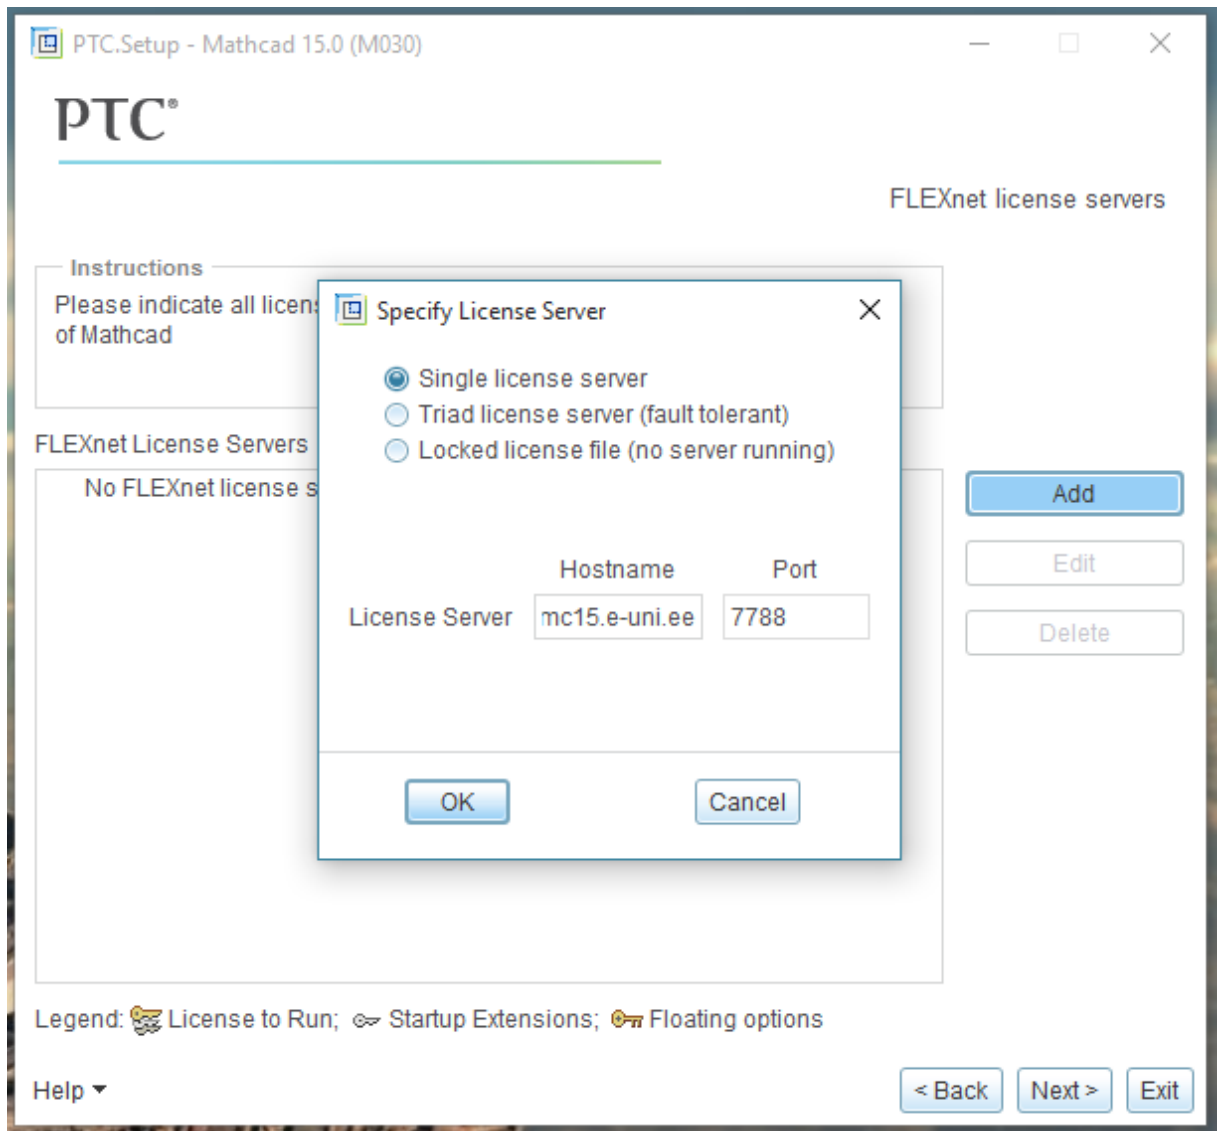 PTC.Setup - Mathcad 15.0 (M030)
PTC®
FLEXnet license servers
Instructions
Please indicate all licens
of Mathcad
FLEXnet License Servers
No FLEXnet license s
Add
Edit
Delete
Specify License Server
Single license server
Triad license server (fault tolerant)
Locked license file (no server running)
Hostname Port
License Server mc15.e-uni.ee 7788
OK Cancel
Legend: License to Run; Startup Extensions; Floating options
Help < Back Next > Exit